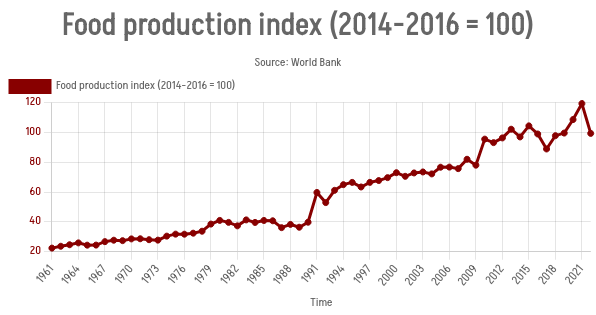 Food production index (2014-2016 = 100)
Source: World Bank
Food production index (2014-2016 = 100)
120
100
80
60
40
20
1961 1964 1967 1970 1973 1976 1979 1982 1985 1988 1991 1994 1997 2000 2003 2006 2009 2012 2015 2018 2021
Time